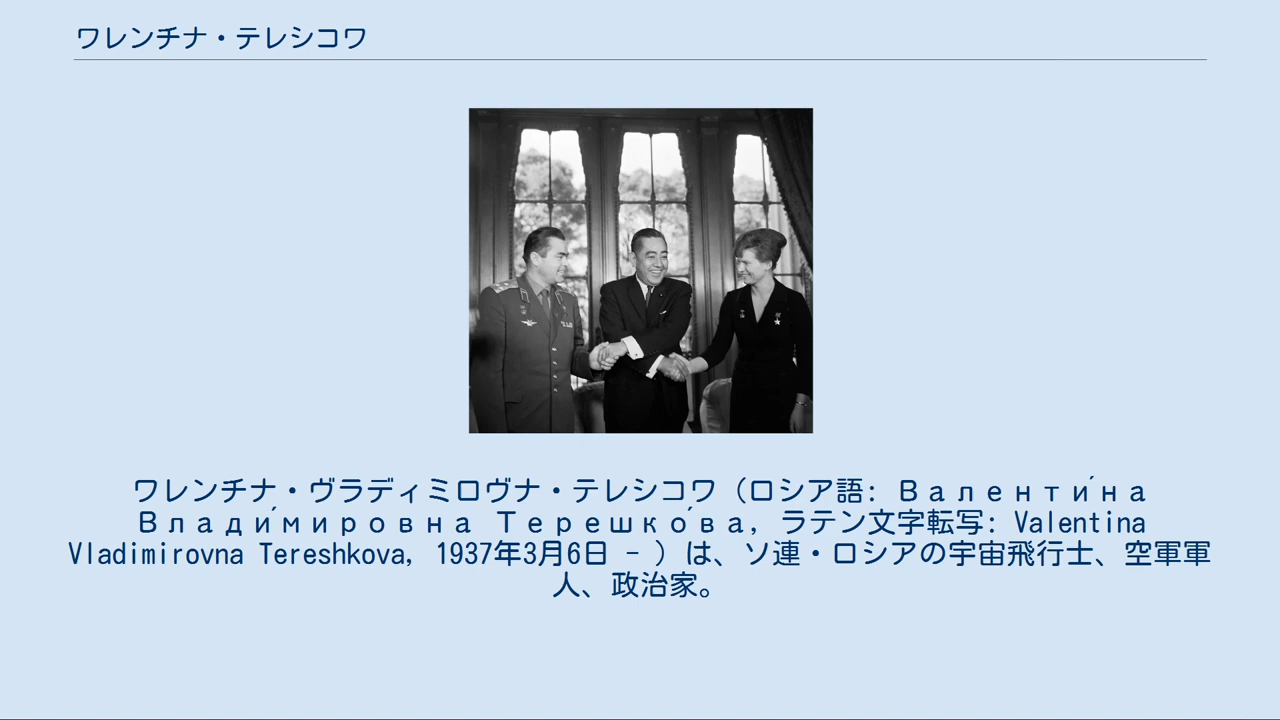 ワレンチナ・テレシコワ
ワレンチナ・ヴラディミロヴナ・テレシコワ（ロシア語: Валенти́на
Влади́мировна Терешко́ва, ラテン文字転写: Valentina
Vladimirovna Tereshkova, 1937年3月6日 - ）は、ソ連・ロシアの宇宙飛行士、空軍軍
人、政治家。